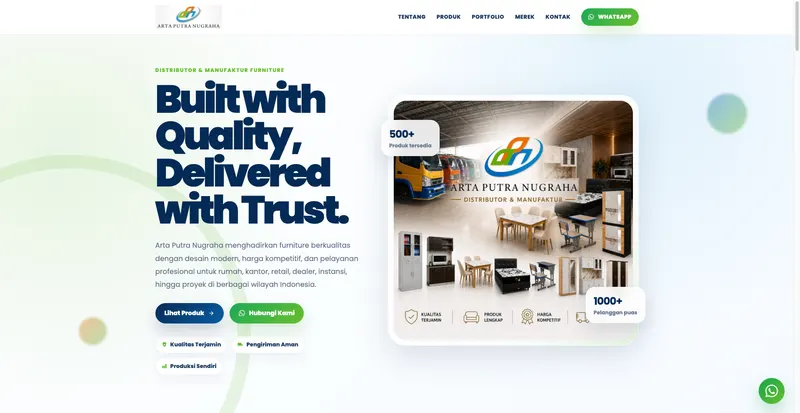 ARTA PUTRA NUGRAHA
TENTANG
PRODUK
PORTFOLIO
MEREK
KONTAK
WHATSAPP
DISTRIBUTOR & MANUFAKTUR FURNITURE
Built with
Quality,
Delivered
with Trust.
Arta Putra Nugraha menghadirkan furniture berkualitas
dengan desain modern, harga kompetitif, dan pelayanan
profesional untuk rumah, kantor, retail, dealer, instansi,
hingga proyek di berbagai wilayah Indonesia.
Lihat Produk →
Hubungi Kami
Kualitas Terjamin
Pengiriman Aman
Produksi Sendiri
500+
Produk tersedia
ARTA PUTRA NUGRAHA
DISTRIBUTOR & MANUFAKTUR
KUALITAS
TERJAMIN
PRODUK
LENGKAP
HARGA
KOMPETITIF
1000+
Pelanggan puas